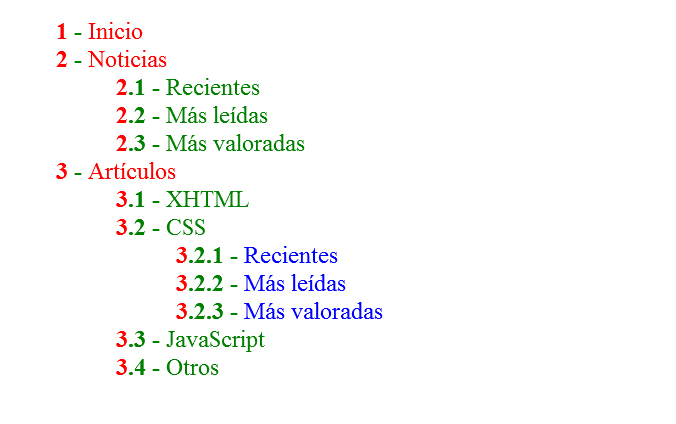 1 - Inicio
2 - Noticias
2.1 - Recientes
2.2 - Más leídas
2.3 - Más valoradas
3 - Artículos
3.1 - XHTML
3.2 - CSS
3.2.1 - Recientes
3.2.2 - Más leídas
3.2.3 - Más valoradas
3.3 - JavaScript
3.4 - Otros